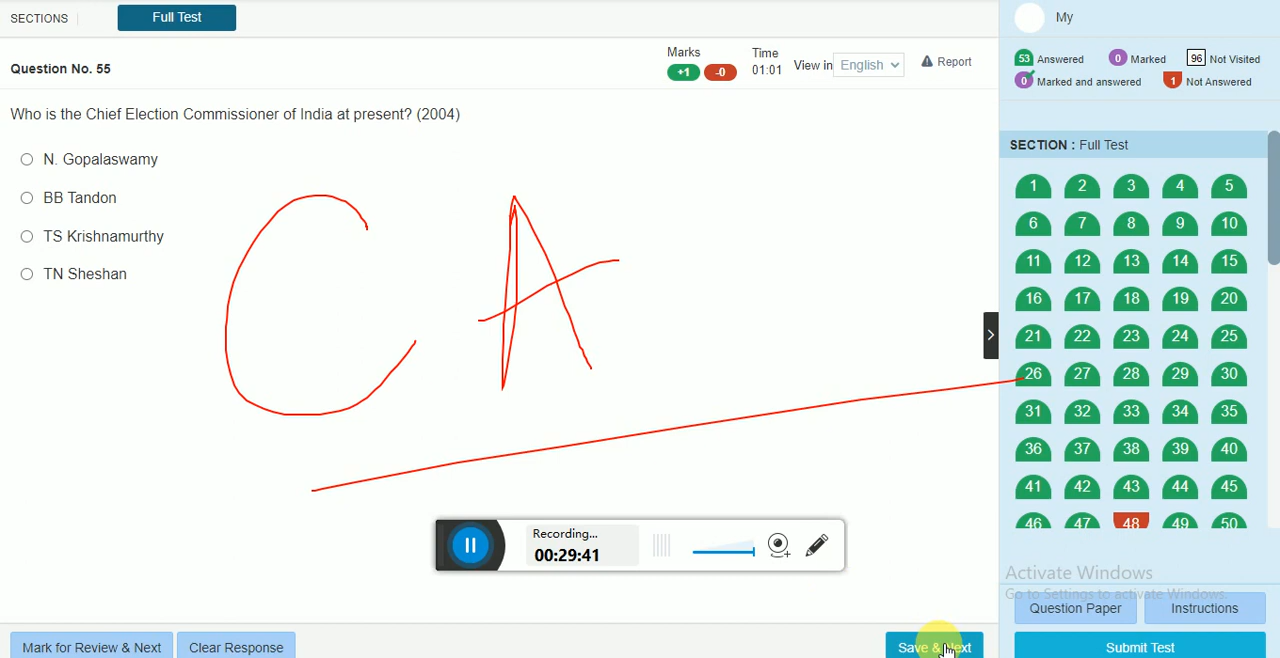 SECTIONS
Full Test
My
Question No. 55
Marks
+1
-0
Time
01:01
View in
English
Report
53 Answered
0 Marked
96 Not Visited
0 Marked and answered
1 Not Answered
Who is the Chief Election Commissioner of India at present? (2004)
N. Gopalaswamy
BB Tandon
TS Krishnamurthy
TN Sheshan
C A
SECTION : Full Test
1 2 3 4 5
6 7 8 9 10
11 12 13 14 15
16 17 18 19 20
21 22 23 24 25
26 27 28 29 30
31 32 33 34 35
36 37 38 39 40
41 42 43 44 45
46 47 48 49 50
Recording...
00:29:41
Activate Windows
Go to Settings to activate Windows.
Question Paper
Instructions
Mark for Review & Next
Clear Response
Save & Next
Submit Test